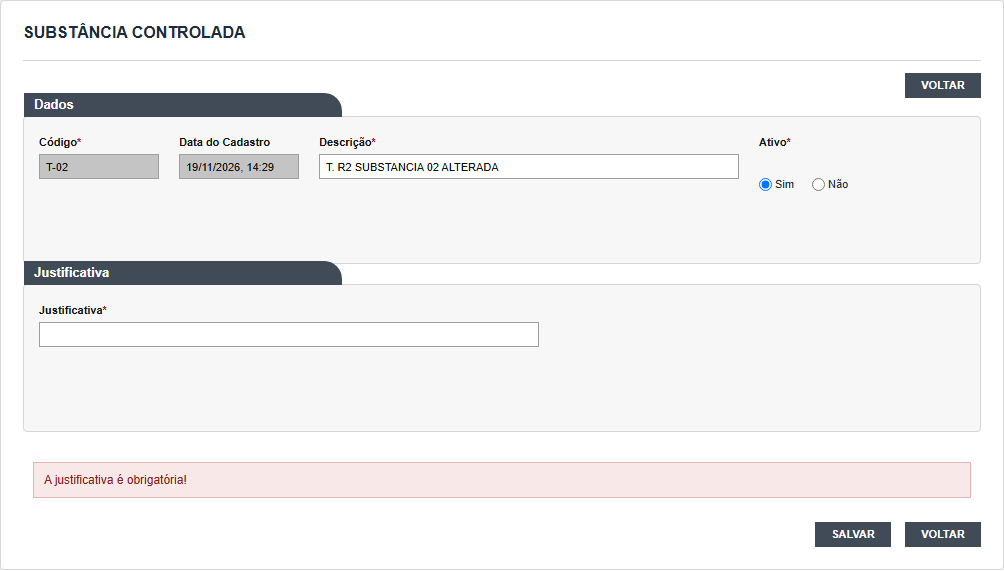 SUBSTÂNCIA CONTROLADA
VOLTAR
Dados
Código* Data do Cadastro Descrição* Ativo*
T-02 19/11/2026, 14:29 T. R2 SUBSTANCIA 02 ALTERADA
Sim Não
Justificativa
Justificativa*
A justificativa é obrigatória!
SALVAR VOLTAR